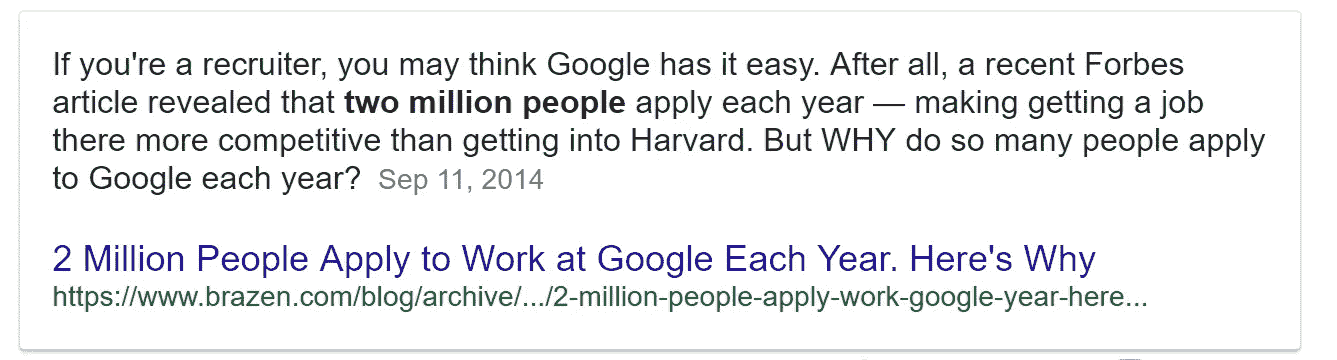 If you're a recruiter, you may think Google has it easy. After all, a recent Forbes
article revealed that two million people apply each year — making getting a job
there more competitive than getting into Harvard. But WHY do so many people apply
to Google each year? Sep 11, 2014
2 Million People Apply to Work at Google Each Year. Here's Why
https://www.brazen.com/blog/archive/.../2-million-people-apply-work-google-year-here...